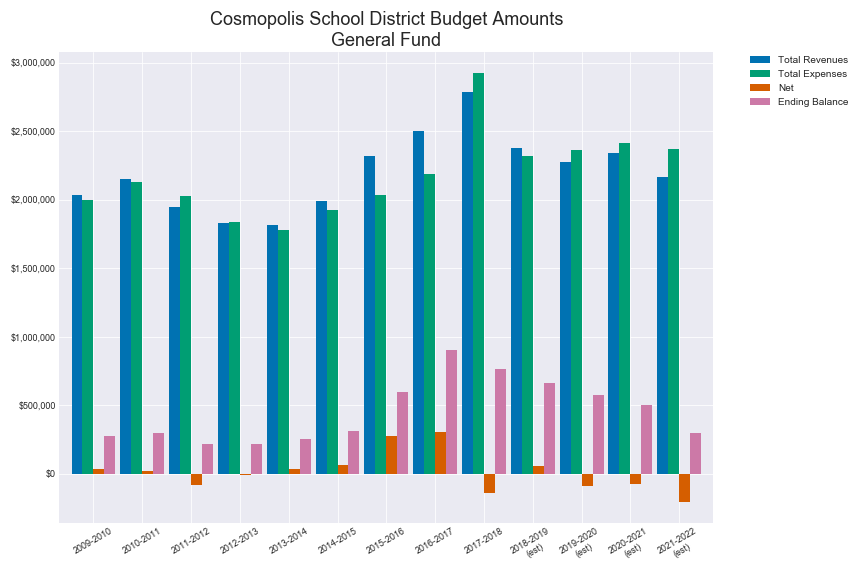 Cosmopolis School District Budget Amounts
General Fund
Total Revenues
Total Expenses
Net
Ending Balance
$3,000,000
$2,500,000
$2,000,000
$1,500,000
$1,000,000
$500,000
$0
2009-2010
2010-2011
2011-2012
2012-2013
2013-2014
2014-2015
2015-2016
2016-2017
2017-2018
2018-2019
(est)
2019-2020
(est)
2020-2021
(est)
2021-2022
(est)